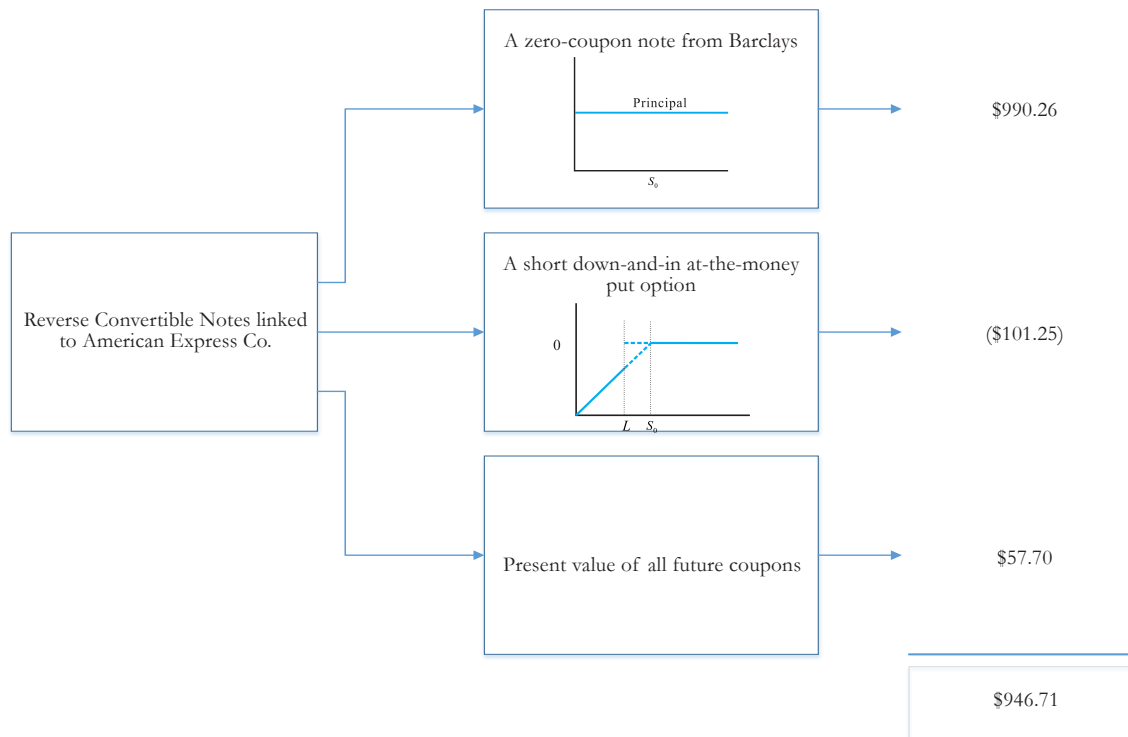 A zero-coupon note from Barclays
Principal
S₀
$990.26
Reverse Convertible Notes linked
to American Express Co.
A short down-and-in at-the-money
put option
0
L S₀
($101.25)
Present value of all future coupons
$57.70
$946.71